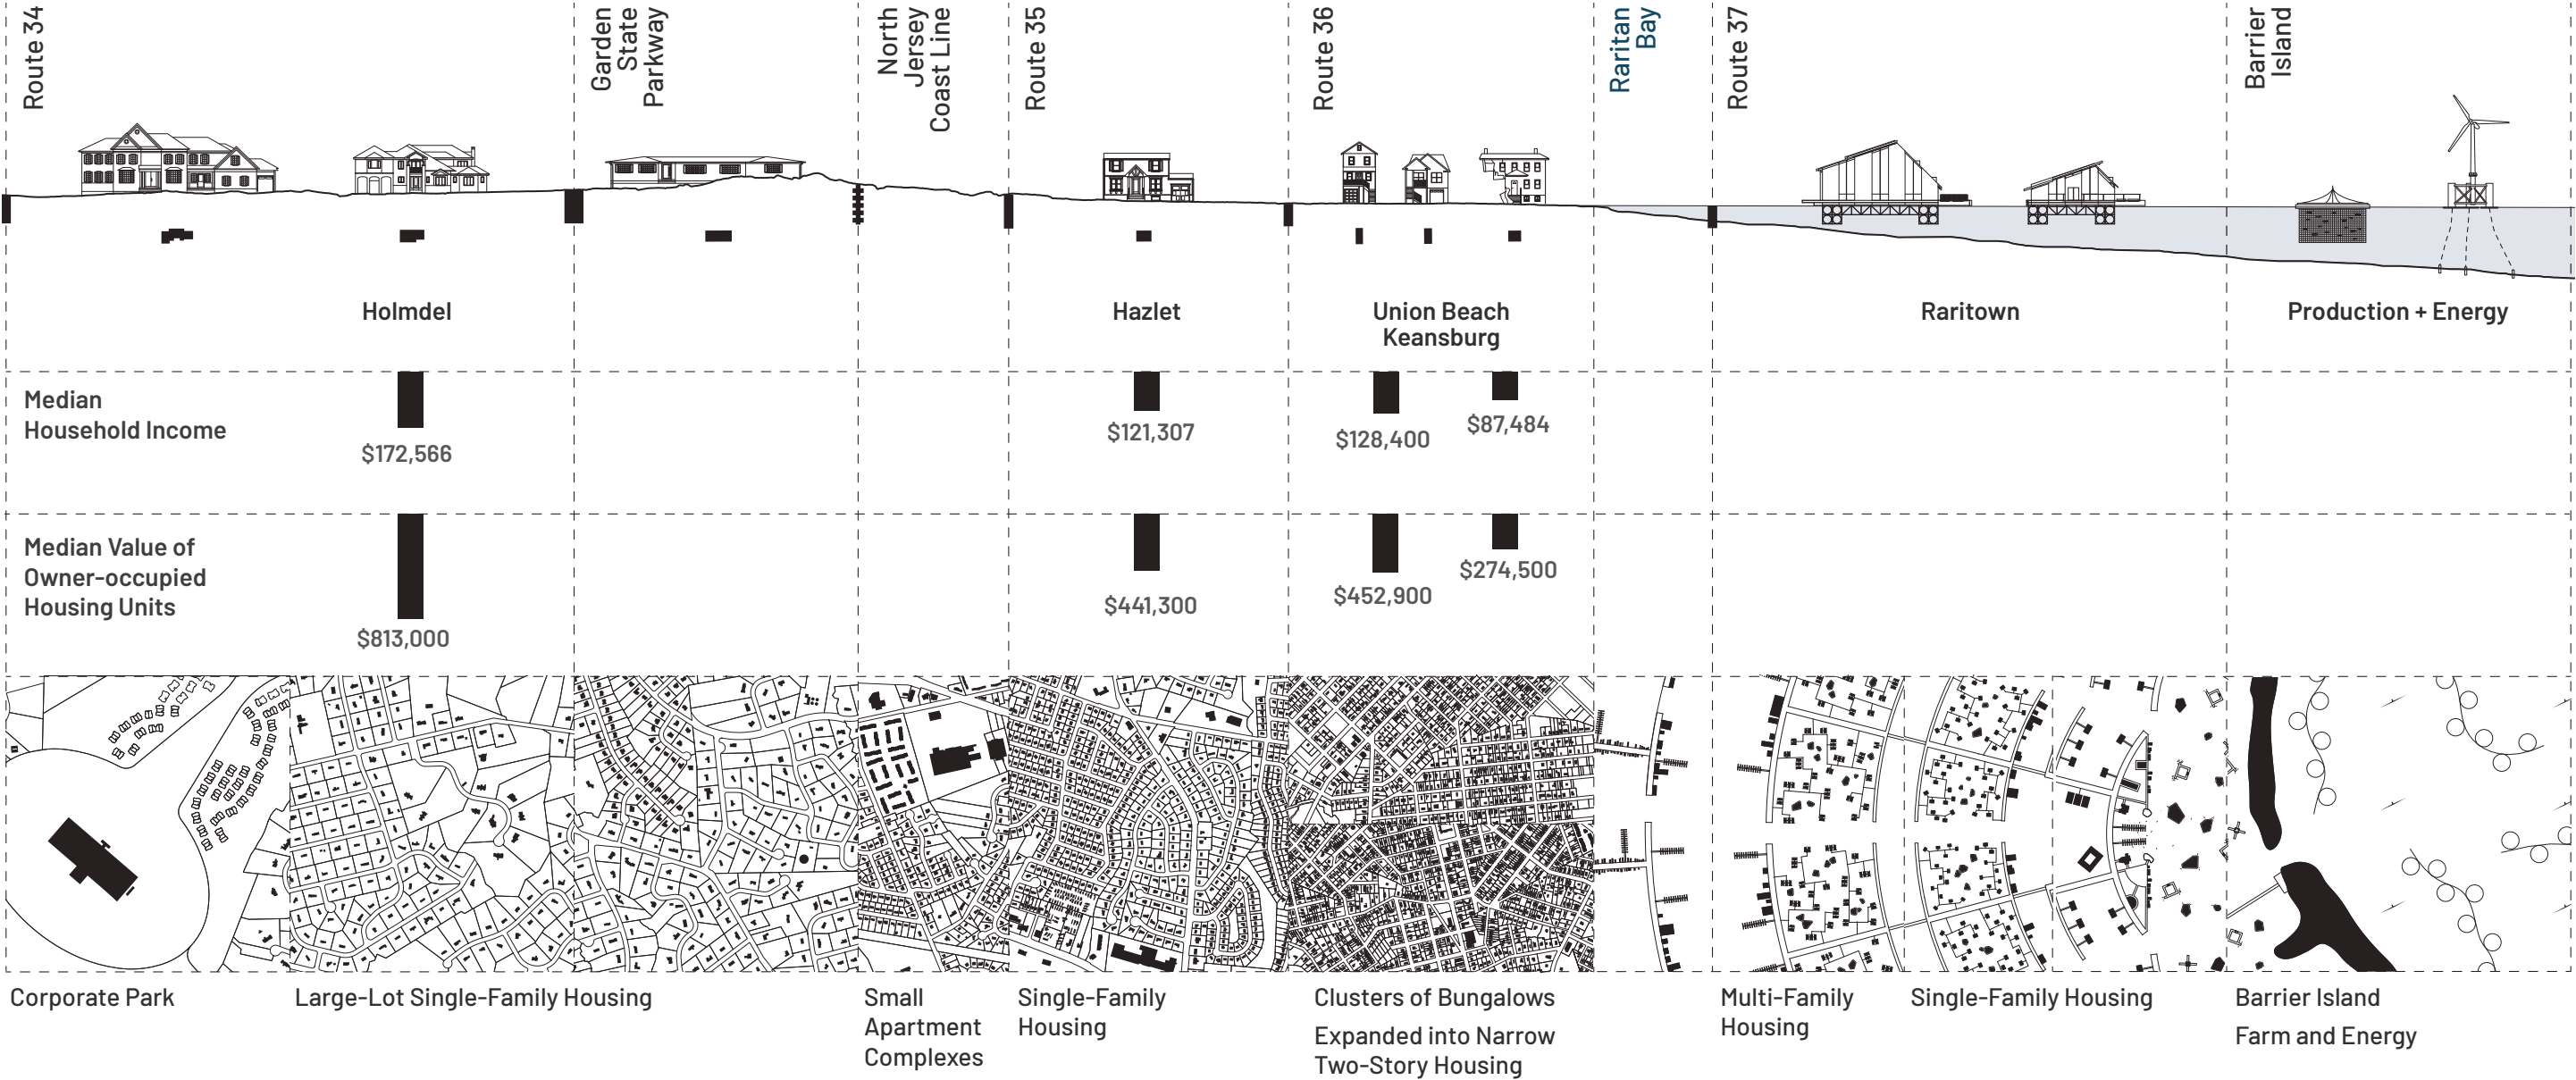 Route 34
Garden
State
Parkway
North
Jersey
Coast Line
Route 35
Route 36
Raritan
Bay
Route 37
Barrier
Island
Holmdel
Hazlet
Union Beach
Keansburg
Raritown
Production + Energy
Median
Household Income
$172,566
$121,307
$128,400
$87,484
Median Value of
Owner-occupied
Housing Units
$813,000
$441,300
$452,900
$274,500
Corporate Park
Large-Lot Single-Family Housing
Small
Apartment
Complexes
Single-Family
Housing
Clusters of Bungalows
Expanded into Narrow
Two-Story Housing
Multi-Family
Housing
Single-Family Housing
Barrier Island
Farm and Energy